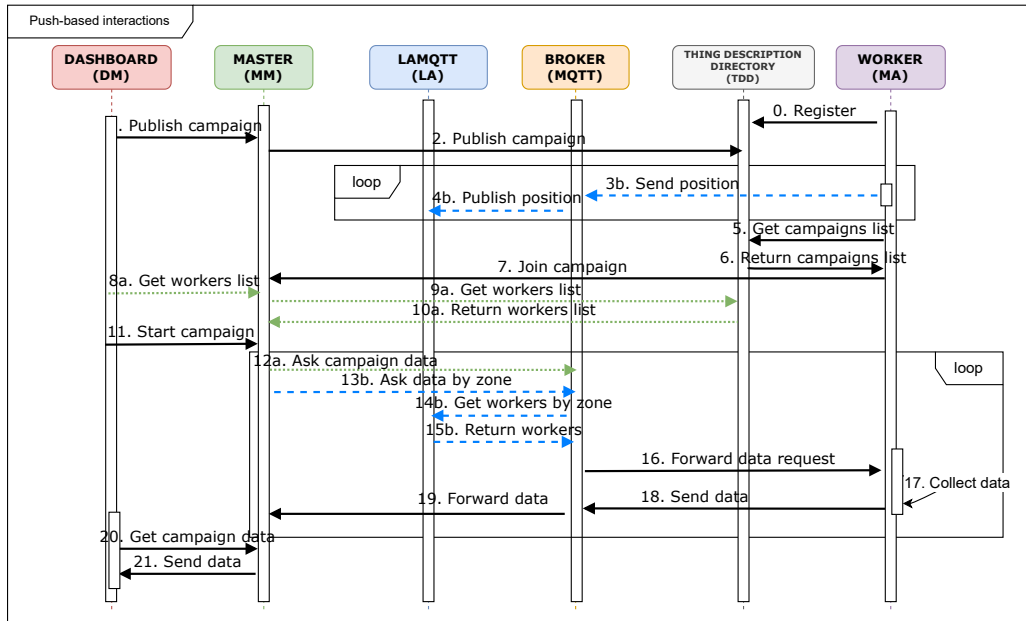 Push-based interactions
DASHBOARD
(DM)
MASTER
(MM)
LAMQTT
(LA)
BROKER
(MQTT)
THING DESCRIPTION
DIRECTORY
(TDD)
WORKER
(MA)
0. Register
. Publish campaign
2. Publish campaign
loop
3b. Send position
4b. Publish position
5. Get campaigns list
6. Return campaigns list
7. Join campaign
8a. Get workers list
9a. Get workers list
10a. Return workers list
11. Start campaign
12a. Ask campaign data
loop
13b. Ask data by zone
14b. Get workers by zone
15b. Return workers
16. Forward data request
17. Collect data
18. Send data
19. Forward data
20. Get campaign data
21. Send data